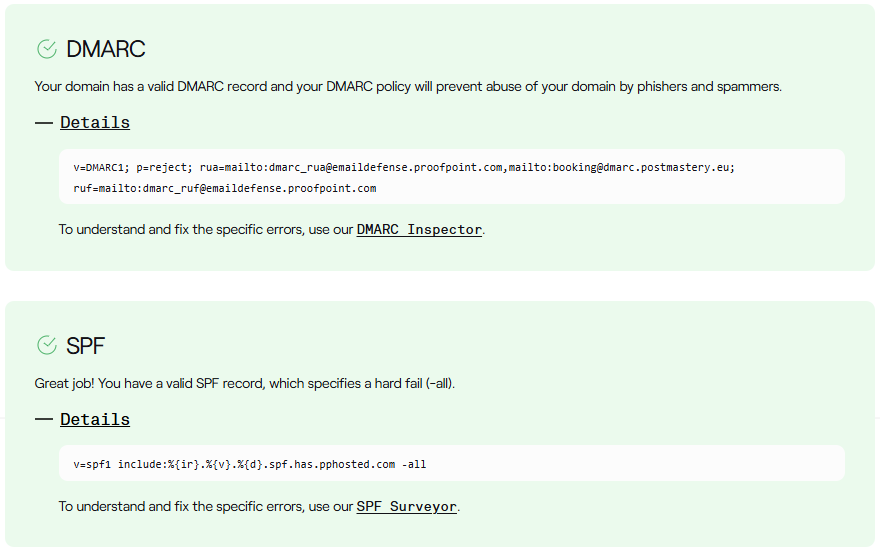 DMARC
Your domain has a valid DMARC record and your DMARC policy will prevent abuse of your domain by phishers and spammers.
— Details
v=DMARC1; p=reject; rua=mailto:dmarc_rua@emaildefense.proofpoint.com,mailto:booking@dmarc.postmastery.eu;
ruf=mailto:dmarc_ruf@emaildefense.proofpoint.com
To understand and fix the specific errors, use our DMARC Inspector.
SPF
Great job! You have a valid SPF record, which specifies a hard fail (-all).
— Details
v=spf1 include:%{ir}.%{v}.%{d}.spf.has.pphosted.com -all
To understand and fix the specific errors, use our SPF Surveyor.